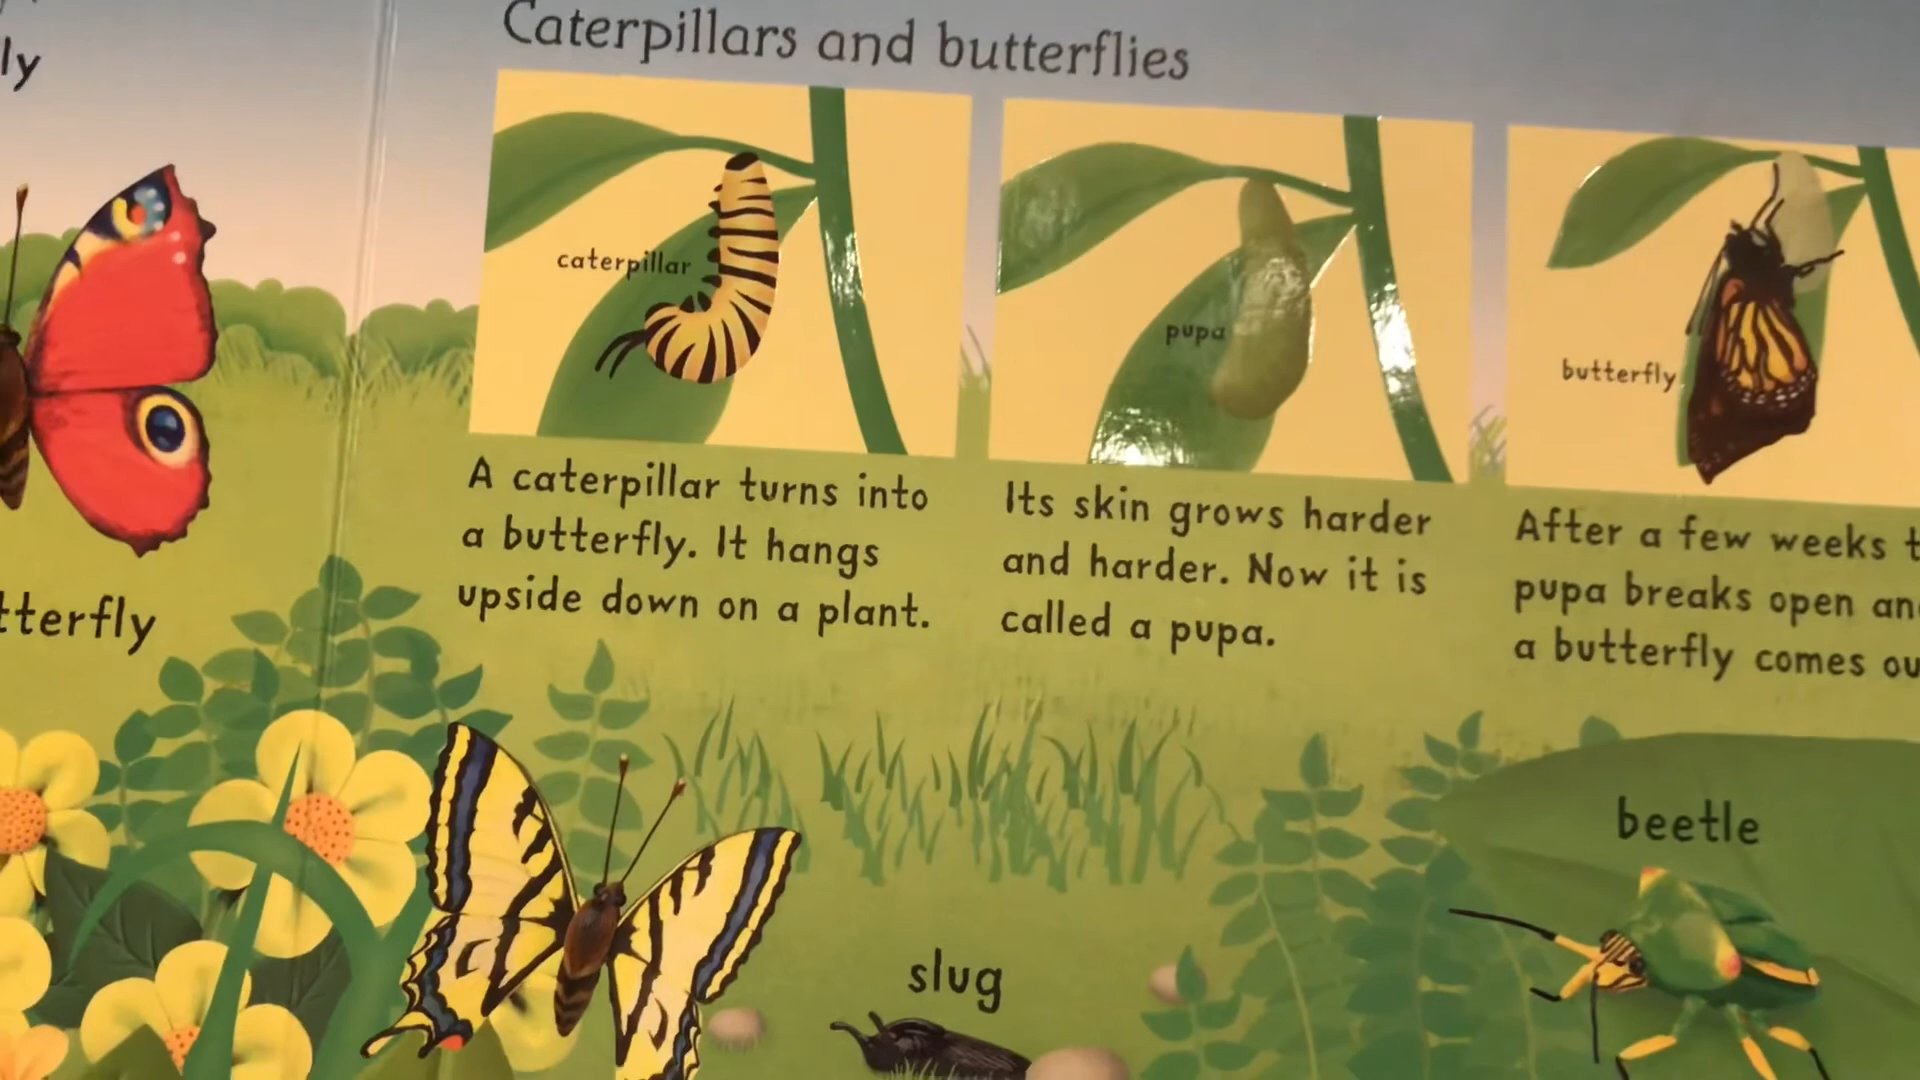 Caterpillars and butterflies
ly
caterpillar
pupa
butterfly
A caterpillar turns into
a butterfly. It hangs
upside down on a plant.
Its skin grows harder
and harder. Now it is
called a pupa.
After a few weeks t
pupa breaks open an
a butterfly comes ou
tterfly
beetle
slug